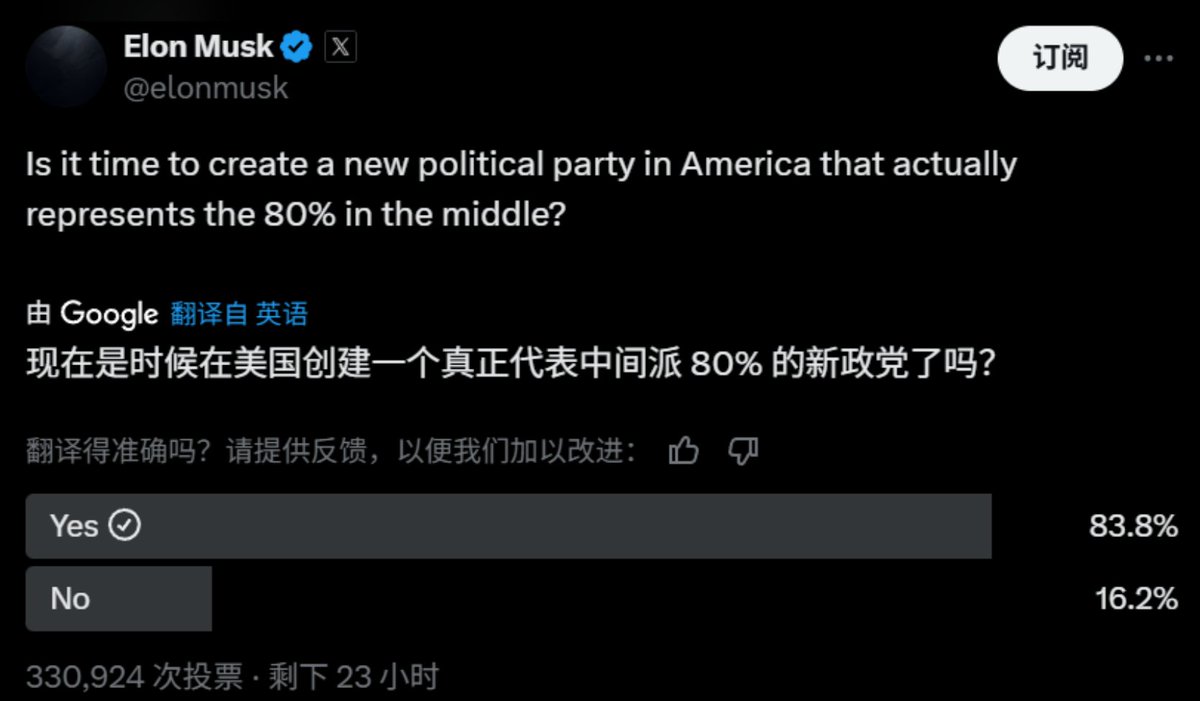 Elon Musk X
@elonmusk
订阅
Is it time to create a new political party in America that actually
represents the 80% in the middle?
由 Google 翻译自 英语
现在是时候在美国创建一个真正代表中间派 80% 的新政党了吗？
翻译得准确吗？请提供反馈，以便我们加以改进：
Yes 83.8%
No 16.2%
330,924 次投票 · 剩下 23 小时